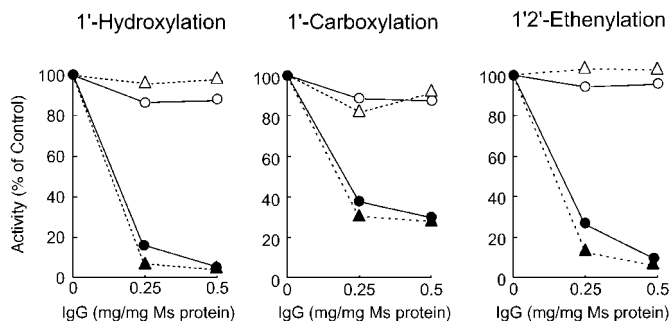 1'-Hydroxylation 1'-Carboxylation 1'2'-Ethenylation
Activity (% of Control)
100 100 100
80 80 80
60 60 60
40 40 40
20 20 20
0 0 0
0 0.25 0.5 0 0.25 0.5 0 0.25 0.5
IgG (mg/mg Ms protein) IgG (mg/mg Ms protein) IgG (mg/mg Ms protein)